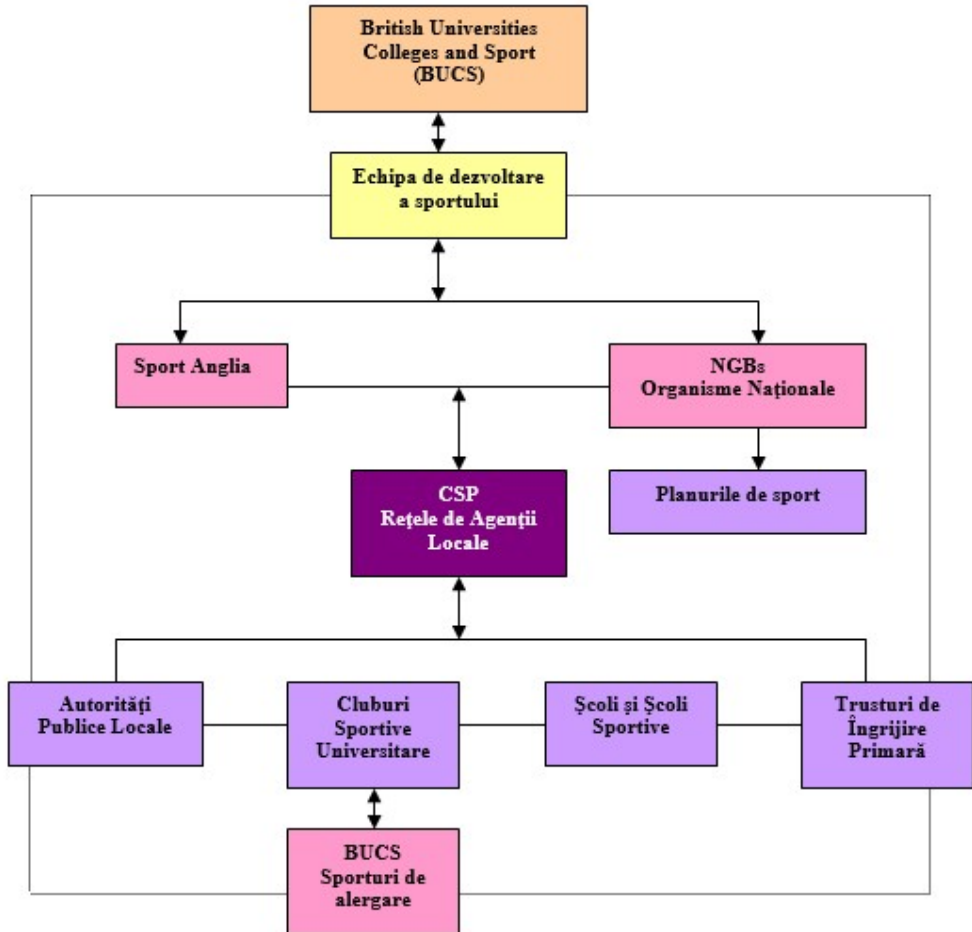 British Universities
Colleges and Sport
(BUCS)
Echipa de dezvoltare
a sportului
Sport Anglia
NGBs
Organisme Naţionale
CSP
Reţele de Agenţii
Locale
Planurile de sport
Autorităţi
Publice Locale
Cluburi
Sportive
Universitare
Şcoli şi Şcoli
Sportive
Trusturi de
Îngrijire
Primară
BUCS
Sporturi de
alergare